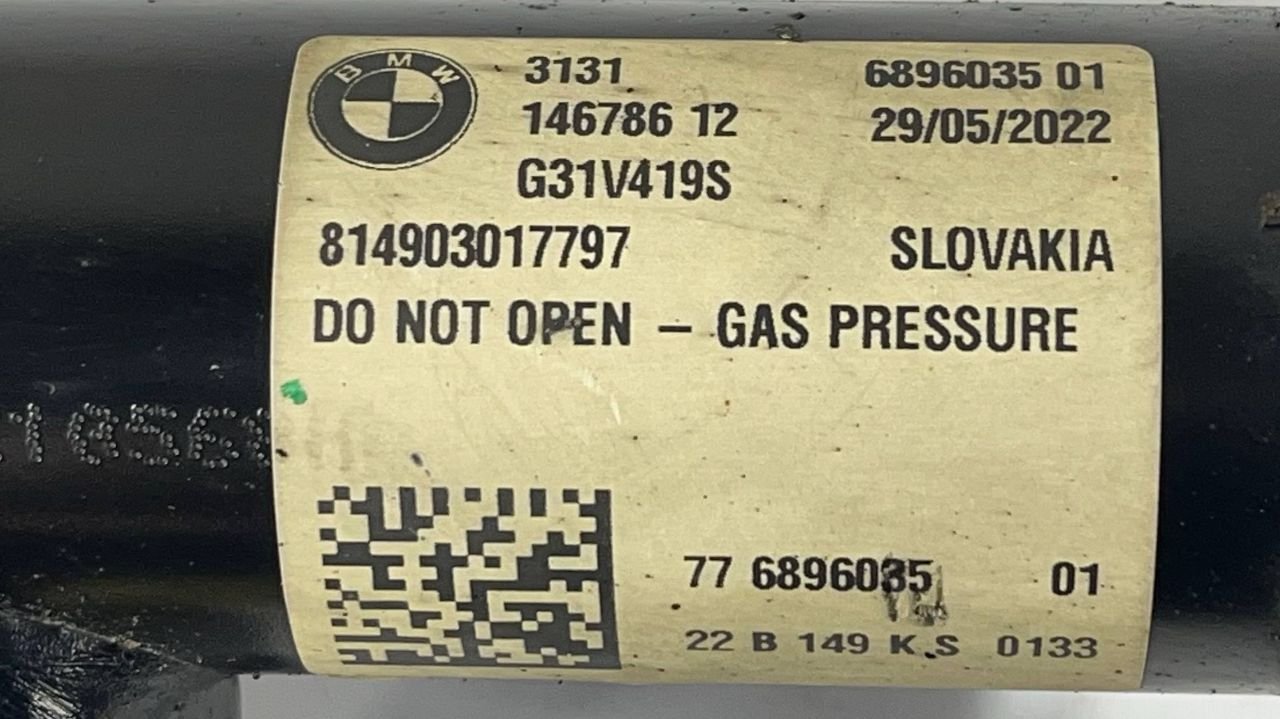 BMW
3131
6896035 01
146786 12
29/05/2022
G31V419S
814903017797
SLOVAKIA
DO NOT OPEN – GAS PRESSURE
77 6896035 01
22 B 149 K S 0133